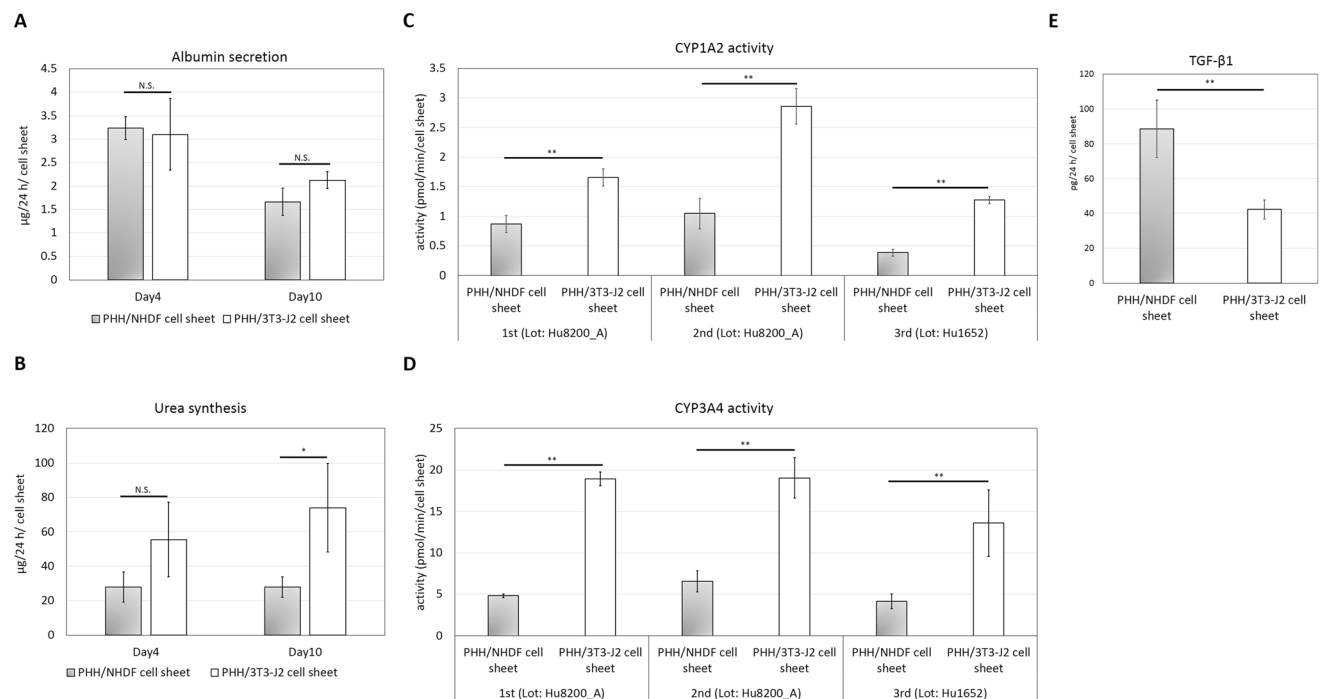 A
Albumin secretion
4.5
4
3.5
3
2.5
2
1.5
1
0.5
0
µg/24 h/ cell sheet
N.S.
N.S.
Day4
Day10
PHH/NHDF cell sheet
PHH/3T3-J2 cell sheet
B
Urea synthesis
120
100
80
60
40
20
0
µg/24 h/ cell sheet
N.S.
*
Day4
Day10
PHH/NHDF cell sheet
PHH/3T3-J2 cell sheet
C
CYP1A2 activity
3.5
3
2.5
2
1.5
1
0.5
0
activity (pmol/min/cell sheet)
**
**
**
PHH/NHDF cell
sheet
PHH/3T3-J2 cell
sheet
PHH/NHDF cell
sheet
PHH/3T3-J2 cell
sheet
PHH/NHDF cell
sheet
PHH/3T3-J2 cell
sheet
1st (Lot: Hu8200_A)
2nd (Lot: Hu8200_A)
3rd (Lot: Hu1652)
D
CYP3A4 activity
25
20
15
10
5
0
activity (pmol/min/cell sheet)
**
**
**
PHH/NHDF cell
sheet
PHH/3T3-J2 cell
sheet
PHH/NHDF cell
sheet
PHH/3T3-J2 cell
sheet
PHH/NHDF cell
sheet
PHH/3T3-J2 cell
sheet
1st (Lot: Hu8200_A)
2nd (Lot: Hu8200_A)
3rd (Lot: Hu1652)
E
TGF-β1
120
100
80
60
40
20
0
pg/24 h/ cell sheet
**
PHH/NHDF cell
sheet
PHH/3T3-J2 cell
sheet